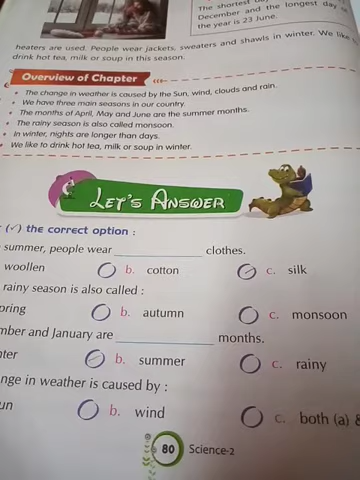 The shortest
December and the longest day
the year is 23 June.
heaters are used. People wear jackets, sweaters and shawls in winter. We like
drink hot tea, milk or soup in this season.
Overview of Chapter
• The change in weather is caused by the Sun, wind, clouds and rain.
• We have three main seasons in our country.
• The months of April, May and June are the summer months.
• The rainy season is also called monsoon.
• In winter, nights are longer than days.
• We like to drink hot tea, milk or soup in winter.
LET'S ANSWER
(✓) the correct option :
summer, people wear ____________ clothes.
woollen b. cotton c. silk
rainy season is also called :
pring b. autumn c. monsoon
mber and January are ____________ months.
nter b. summer c. rainy
nge in weather is caused by :
un b. wind c. both (a) &
80 Science-2